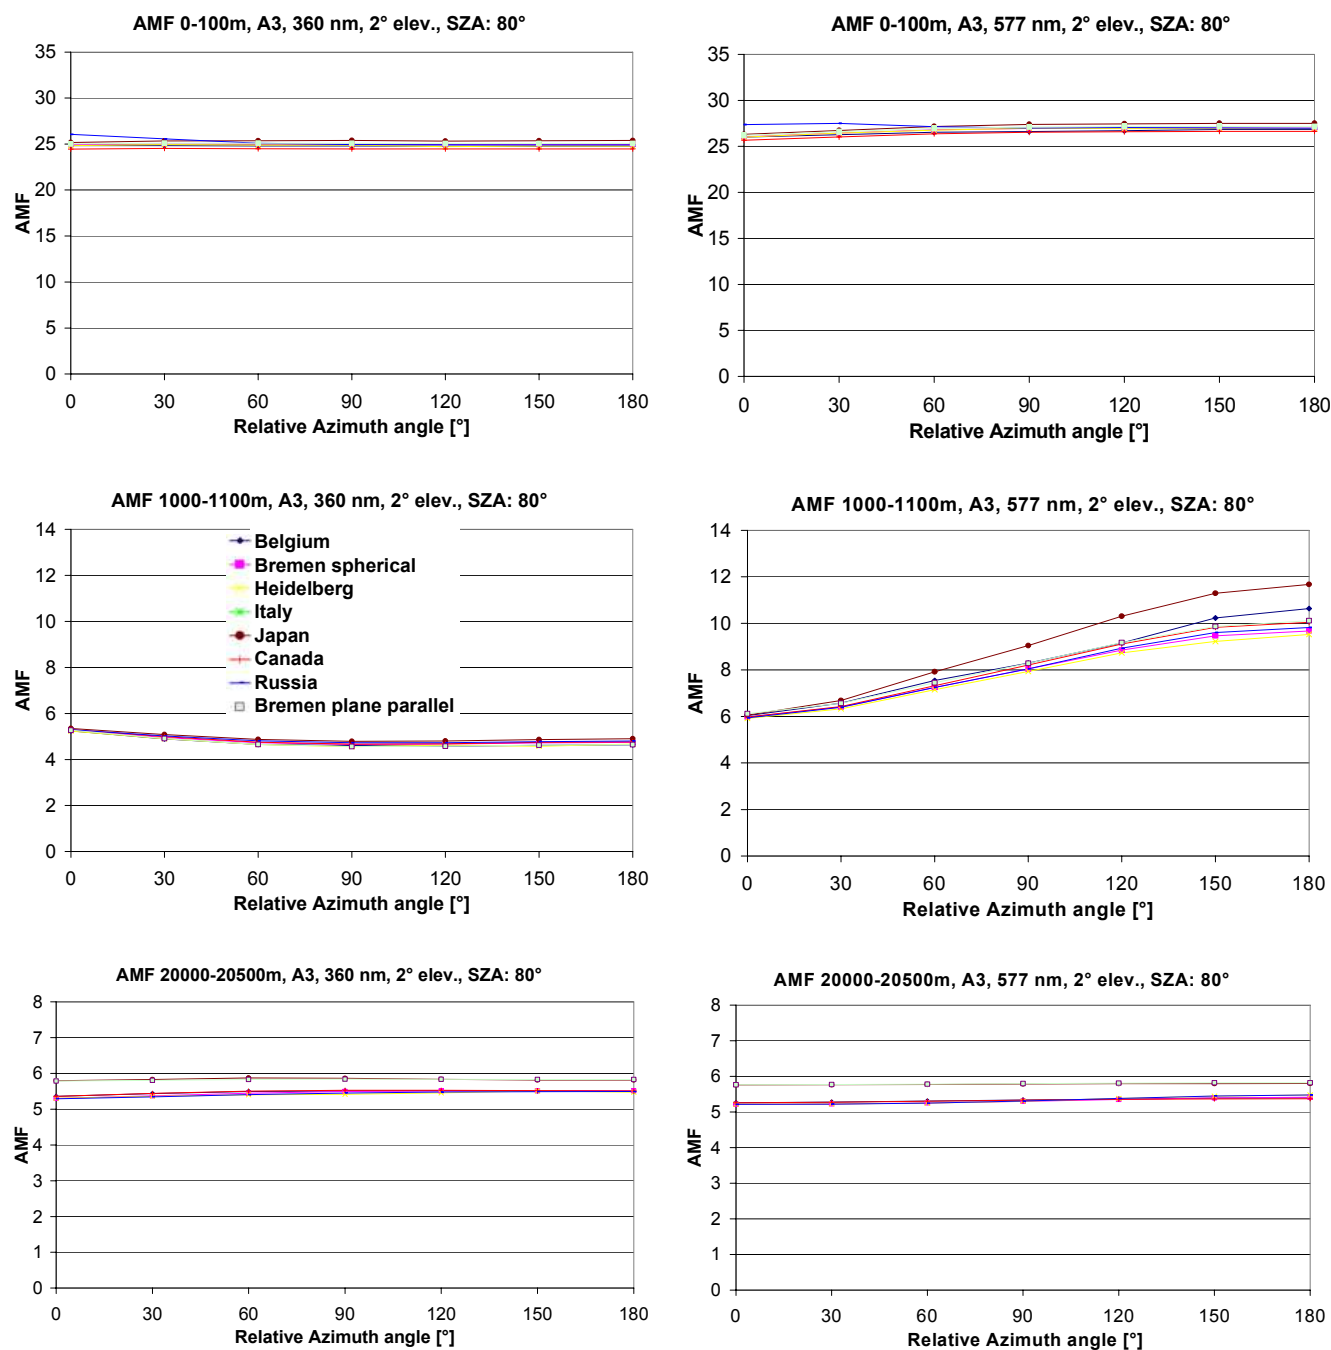 AMF 0-100m, A3, 360 nm, 2° elev., SZA: 80°
35
30
25
20
15
10
5
0
AMF
0 30 60 90 120 150 180
Relative Azimuth angle [°]
AMF 0-100m, A3, 577 nm, 2° elev., SZA: 80°
35
30
25
20
15
10
5
0
AMF
0 30 60 90 120 150 180
Relative Azimuth angle [°]
AMF 1000-1100m, A3, 360 nm, 2° elev., SZA: 80°
14
12
10
8
6
4
2
0
AMF
Belgium
Bremen spherical
Heidelberg
Italy
Japan
Canada
Russia
Bremen plane parallel
0 30 60 90 120 150 180
Relative Azimuth angle [°]
AMF 1000-1100m, A3, 577 nm, 2° elev., SZA: 80°
14
12
10
8
6
4
2
0
AMF
0 30 60 90 120 150 180
Relative Azimuth angle [°]
AMF 20000-20500m, A3, 360 nm, 2° elev., SZA: 80°
8
7
6
5
4
3
2
1
0
AMF
0 30 60 90 120 150 180
Relative Azimuth angle [°]
AMF 20000-20500m, A3, 577 nm, 2° elev., SZA: 80°
8
7
6
5
4
3
2
1
0
AMF
0 30 60 90 120 150 180
Relative Azimuth angle [°]